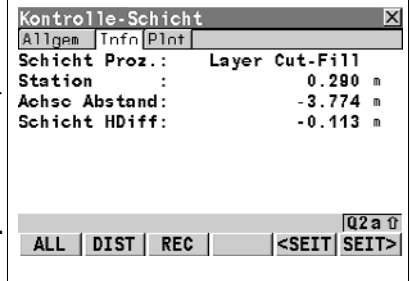 Kontrolle-Schicht
Allgem Info Plot
Schicht Proz.: Layer Cut-Fill
Station : 0.290 m
Achse Abstand: -3.774 m
Schicht HDiff: -0.113 m
Q2a ⇧
ALL DIST REC <SEIT SEIT>